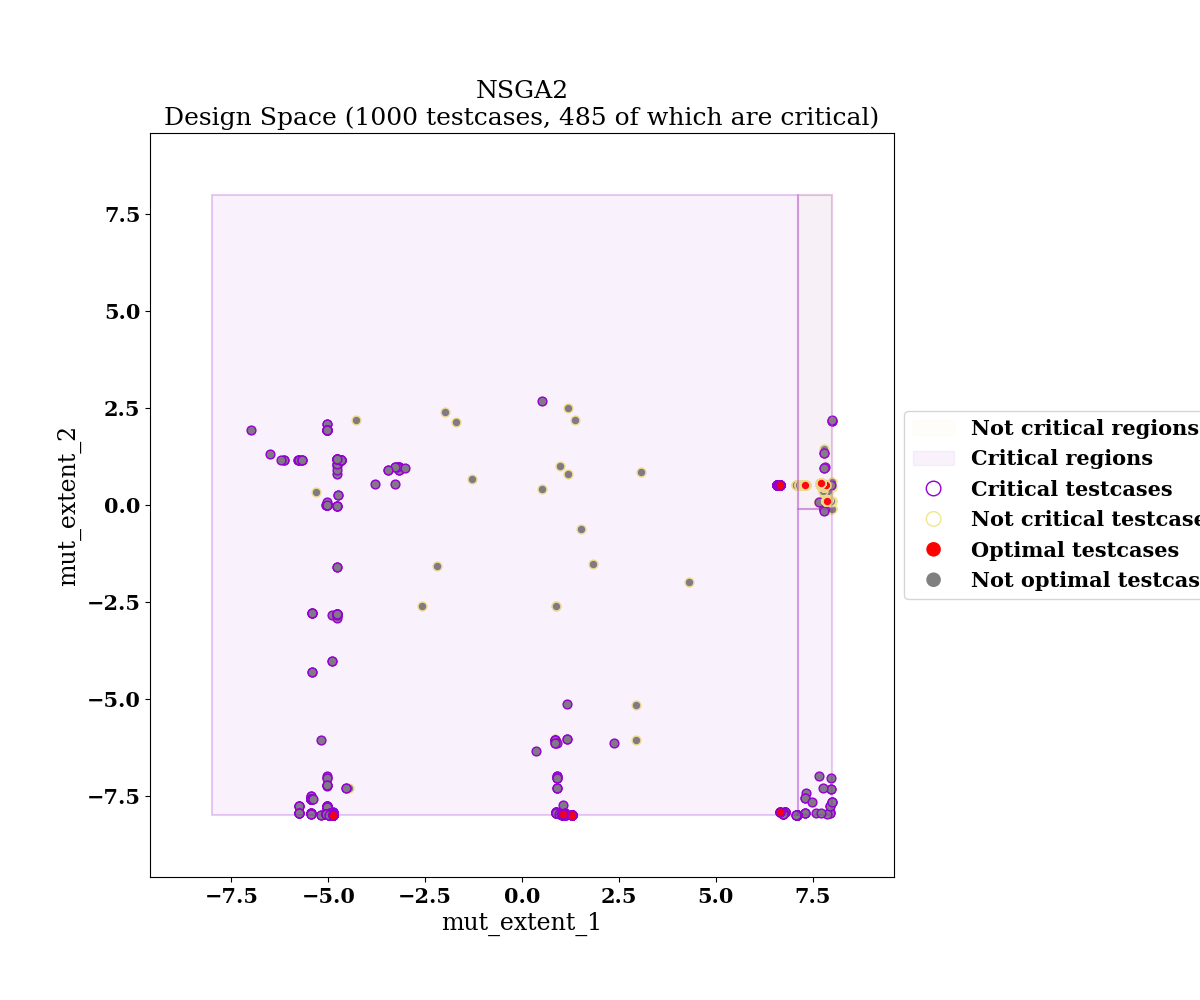 NSGA2
Design Space (1000 testcases, 485 of which are critical)
7.5
5.0
2.5
0.0
−2.5
−5.0
−7.5
mut_extent_2
−7.5 −5.0 −2.5 0.0 2.5 5.0 7.5
mut_extent_1
Not critical regions
Critical regions
Critical testcases
Not critical testcase
Optimal testcases
Not optimal testcas